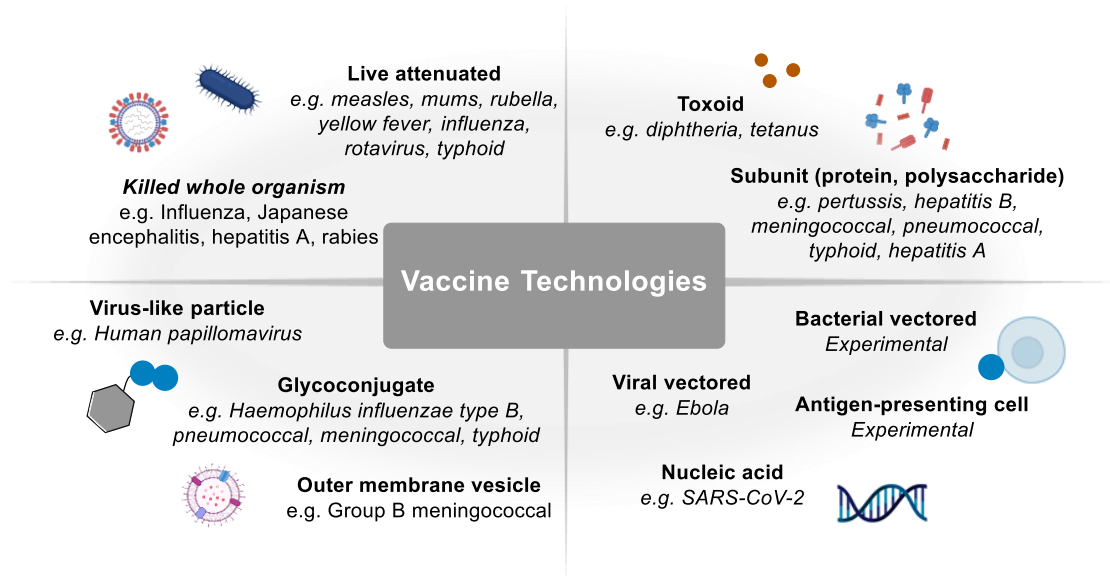 Live attenuated
e.g. measles, mums, rubella,
yellow fever, influenza,
rotavirus, typhoid
Killed whole organism
e.g. Influenza, Japanese
encephalitis, hepatitis A, rabies
Toxoid
e.g. diphtheria, tetanus
Subunit (protein, polysaccharide)
e.g. pertussis, hepatitis B,
meningococcal, pneumococcal,
typhoid, hepatitis A
Vaccine Technologies
Virus-like particle
e.g. Human papillomavirus
Glycoconjugate
e.g. Haemophilus influenzae type B,
pneumococcal, meningococcal, typhoid
Outer membrane vesicle
e.g. Group B meningococcal
Bacterial vectored
Experimental
Viral vectored
e.g. Ebola
Antigen-presenting cell
Experimental
Nucleic acid
e.g. SARS-CoV-2